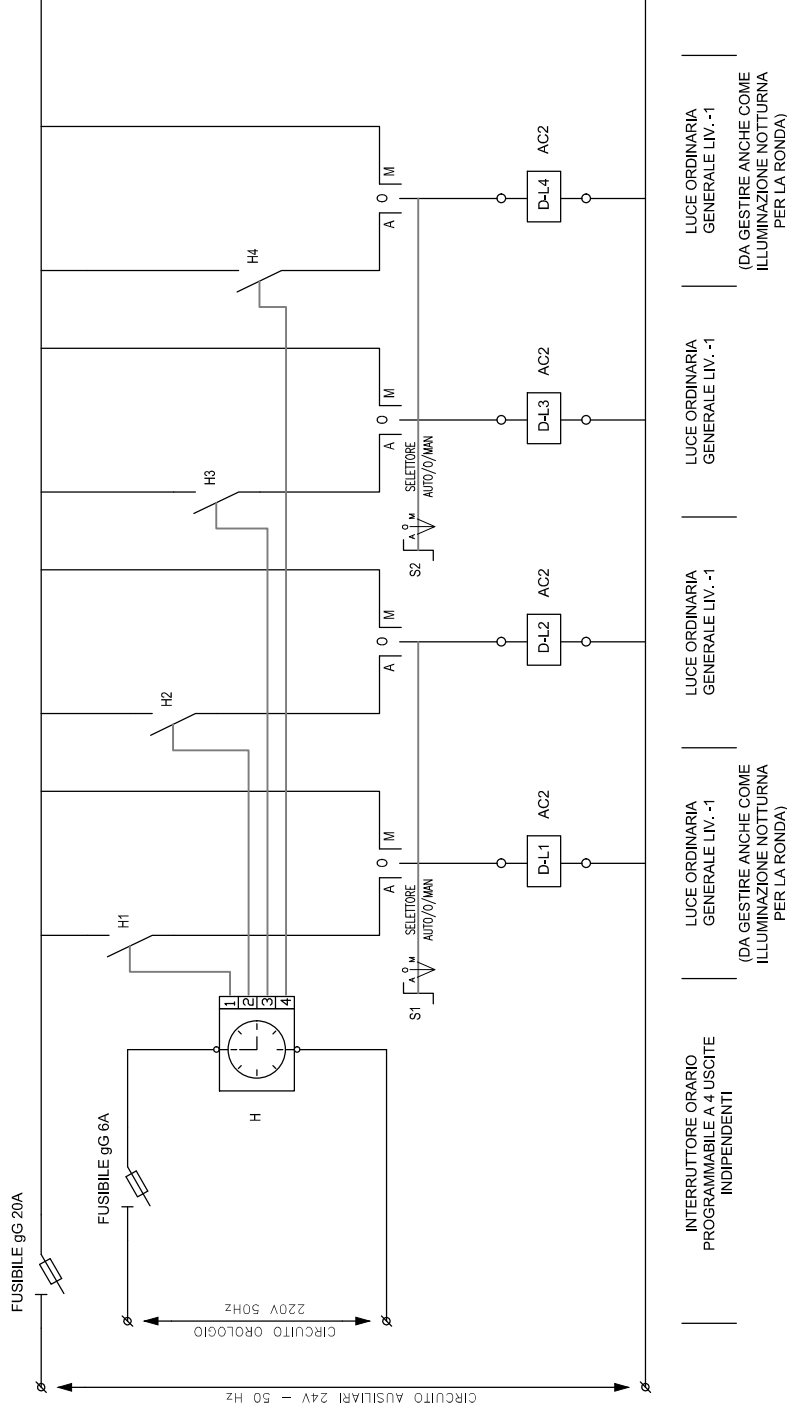 FUSIBILE gG 20A
FUSIBILE gG 6A
CIRCUITO AUSILIARI 24V – 50 Hz
CIRCUITO OROLOGIO
220V 50Hz
H
1
2
3
4
H1
H2
H3
H4
A
O
M
A
O
M
A
O
M
A
O
M
S1
A O M
SELETTORE
AUTO/O/MAN
S2
A O M
SELETTORE
AUTO/O/MAN
D-L1
AC2
D-L2
AC2
D-L3
AC2
D-L4
AC2
INTERRUTTORE ORARIO
PROGRAMMABILE A 4 USCITE
INDIPENDENTI
LUCE ORDINARIA
GENERALE LIV. -1
(DA GESTIRE ANCHE COME
ILLUMINAZIONE NOTTURNA
PER LA RONDA)
LUCE ORDINARIA
GENERALE LIV. -1
LUCE ORDINARIA
GENERALE LIV. -1
LUCE ORDINARIA
GENERALE LIV. -1
(DA GESTIRE ANCHE COME
ILLUMINAZIONE NOTTURNA
PER LA RONDA)